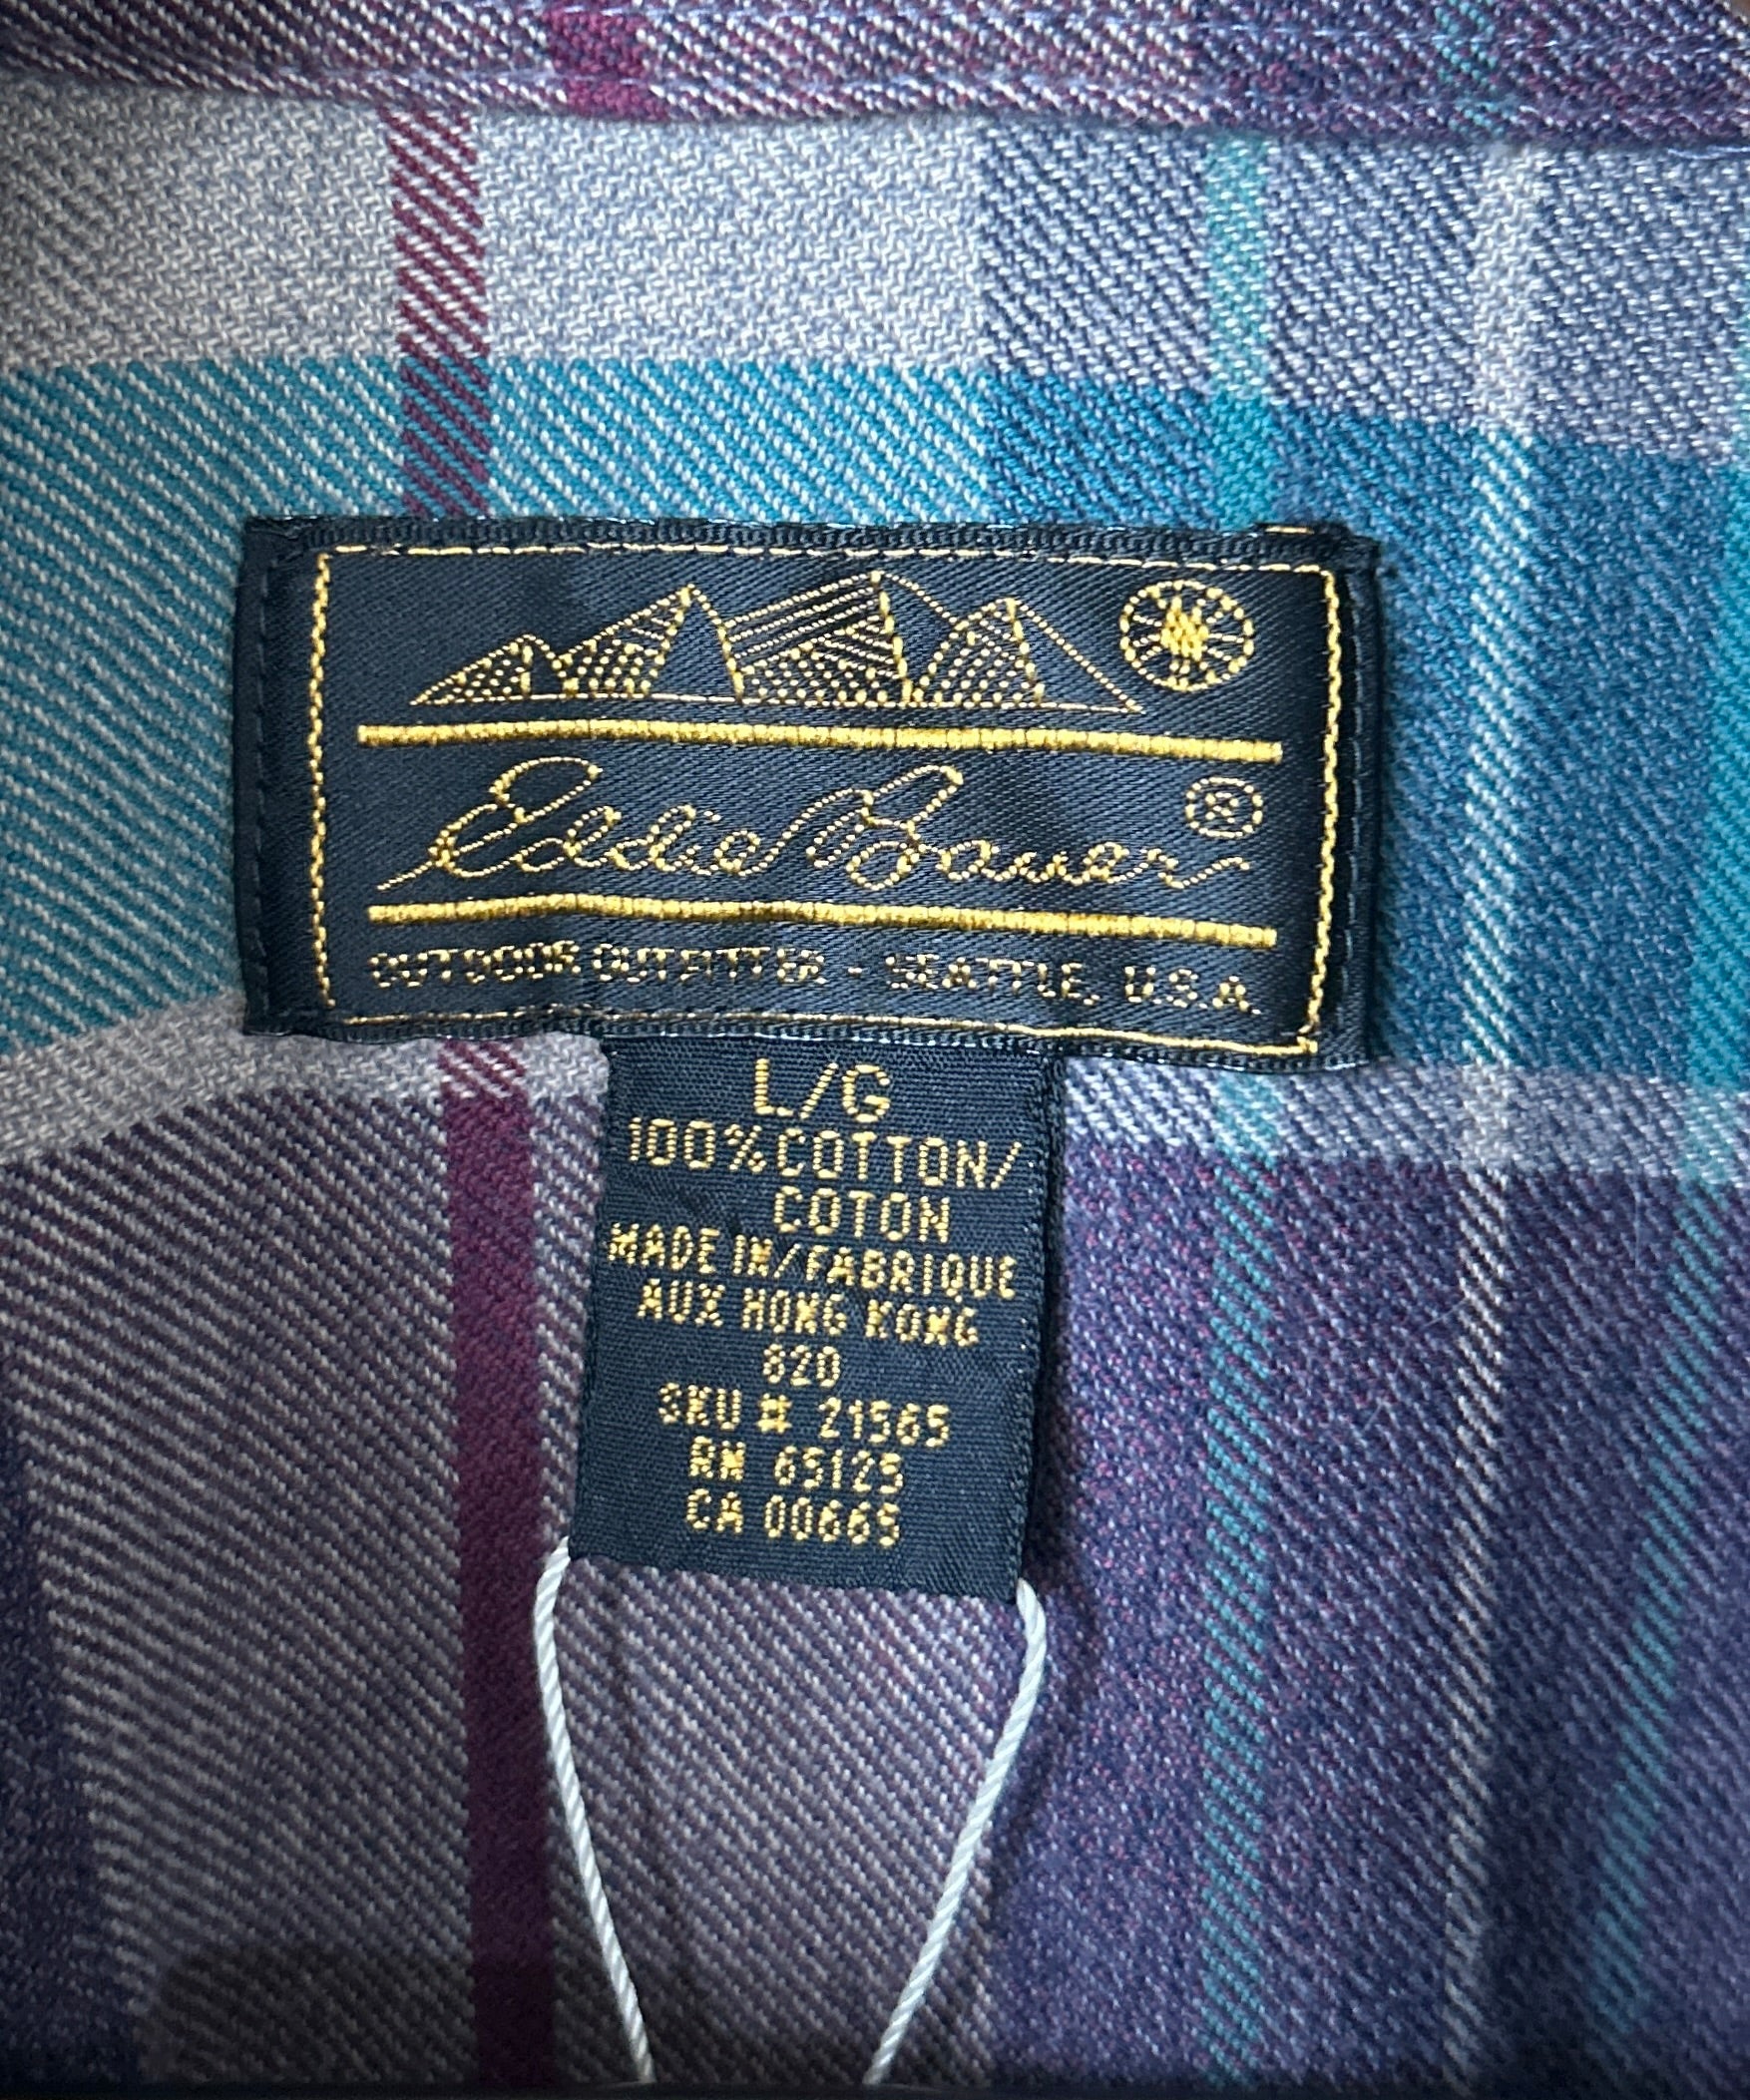 Eddie Bauer ®
OUTDOOR OUTFITTER - SEATTLE, U.S.A.
L/G
100%COTTON/
COTON
MADE IN/FABRIQUE
AUX HONG KONG
820
SKU # 21565
RN 65125
CA 00665